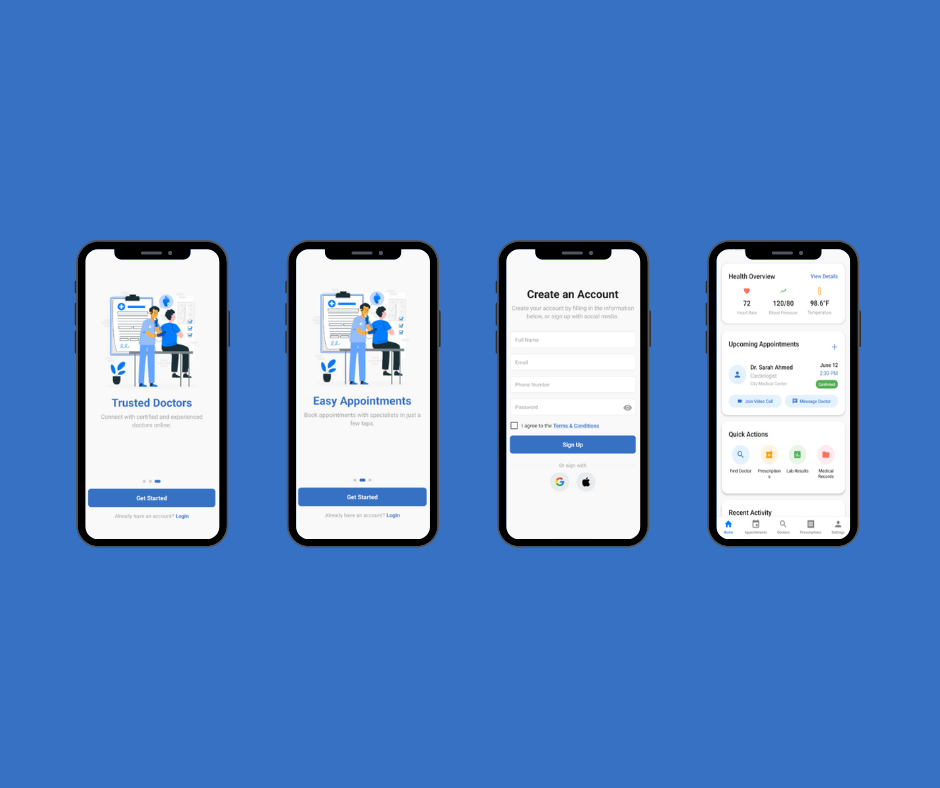 Trusted Doctors
Connect with certified and experienced
doctors online.
Get Started
Already have an account? Login
Easy Appointments
Book appointments with specialists in just a
few taps.
Get Started
Already have an account? Login
Create an Account
Create your account by filling in the information
below, or sign up with social media.
Full Name
Email
Phone Number
Password
I agree to the Terms & Conditions
Sign Up
Or sign with
Health Overview View Details
72 120/80 98.6°F
Heart Rate Blood Pressure Temperature
Upcoming Appointments +
Dr. Sarah Ahmed June 12
Cardiologist 2:30 PM
City Medical Center Confirmed
Join Video Call Message Doctor
Quick Actions
Find Doctor Prescription Lab Results Medical
s Records
Recent Activity
Home Appointments Doctors Prescriptions Settings